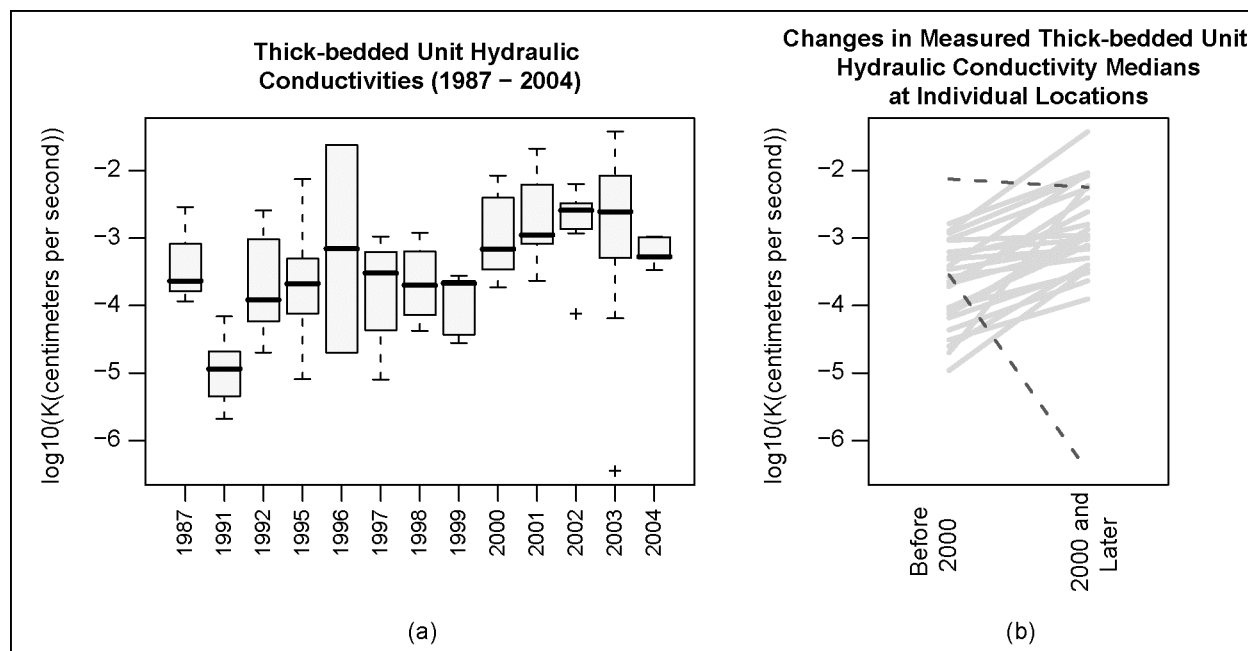 Thick-bedded Unit Hydraulic
Conductivities (1987 − 2004)
log10(K(centimeters per second))
−2
−3
−4
−5
−6
1987
1991
1992
1995
1996
1997
1998
1999
2000
2001
2002
2003
2004
(a)
Changes in Measured Thick-bedded Unit
Hydraulic Conductivity Medians
at Individual Locations
log10(K(centimeters per second))
−2
−3
−4
−5
−6
Before
2000
2000 and
Later
(b)